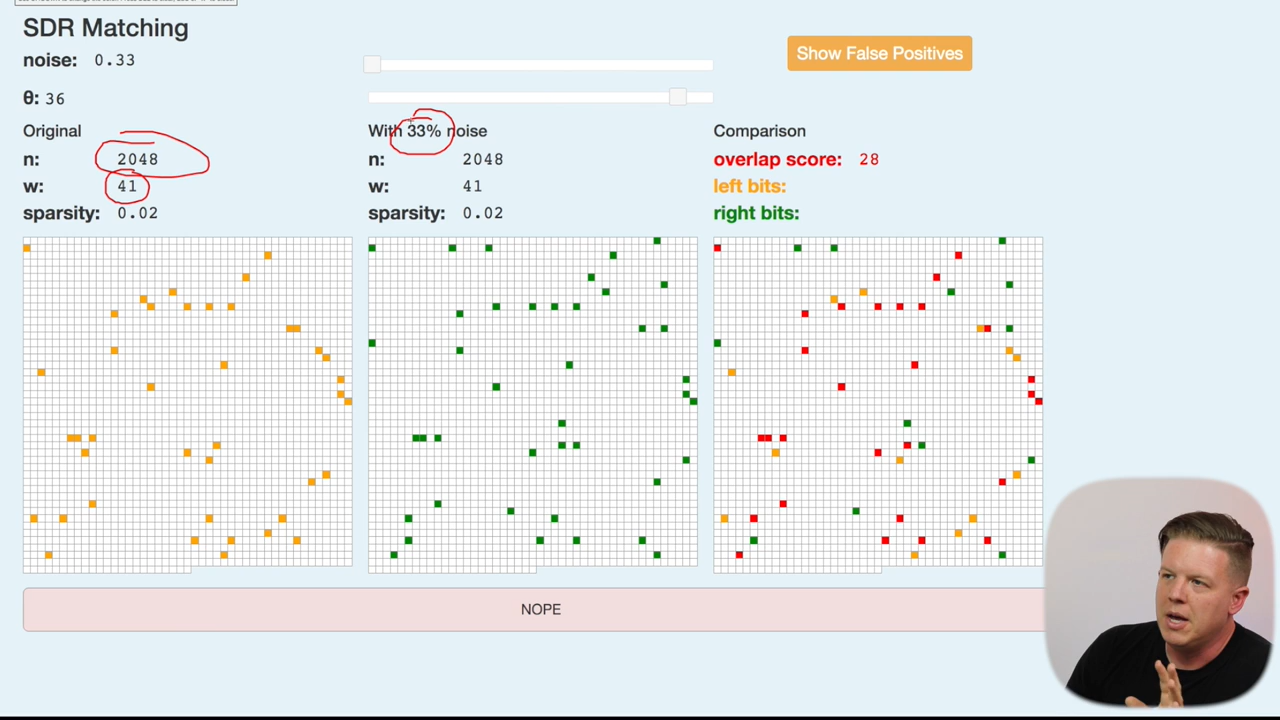 SDR Matching
noise: 0.33
Show False Positives
θ: 36
Original
With 33% noise
Comparison
n: 2048
n: 2048
overlap score: 28
w: 41
w: 41
left bits:
sparsity: 0.02
sparsity: 0.02
right bits:
NOPE